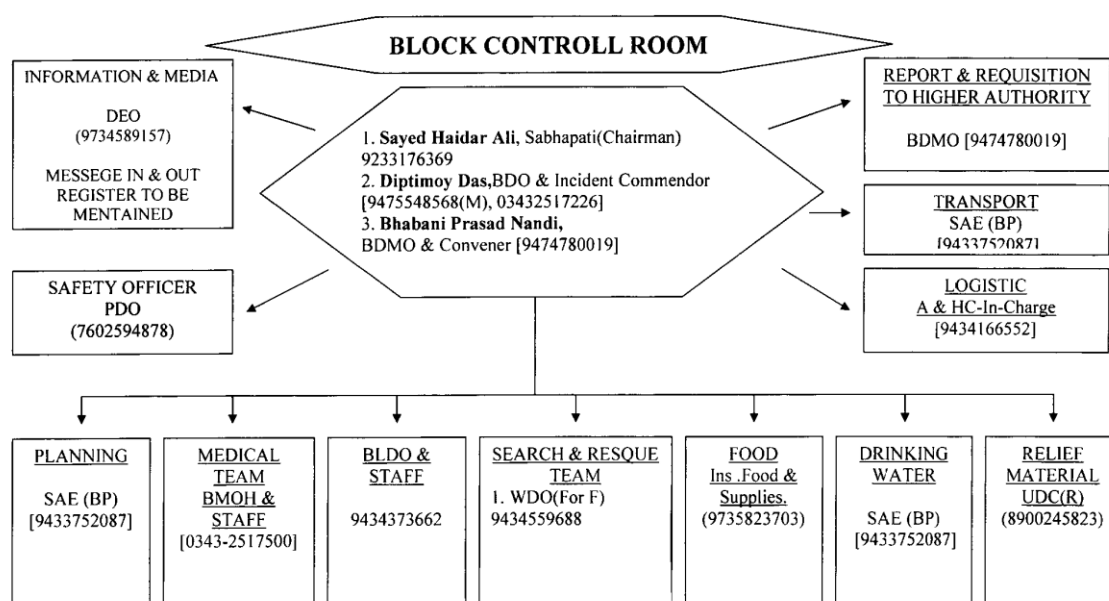 BLOCK CONTROLL ROOM
INFORMATION & MEDIA
DEO
(9734589157)
MESSEGE IN & OUT
REGISTER TO BE
MENTAINED
1. Sayed Haidar Ali, Sabhapati(Chairman)
9233176369
2. Diptimoy Das,BDO & Incident Commendor
[9475548568(M), 03432517226]
3. Bhabani Prasad Nandi,
BDMO & Convener [9474780019]
REPORT & REQUISITION
TO HIGHER AUTHORITY
BDMO [9474780019]
TRANSPORT
SAE (BP)
[9433752087]
SAFETY OFFICER
PDO
(7602594878)
LOGISTIC
A & HC-In-Charge
[9434166552]
PLANNING
SAE (BP)
[9433752087]
MEDICAL
TEAM
BMOH &
STAFF
[0343-2517500]
BLDO &
STAFF
9434373662
SEARCH & RESQUE
TEAM
1. WDO(For F)
9434559688
FOOD
Ins .Food &
Supplies.
(9735823703)
DRINKING
WATER
SAE (BP)
[9433752087]
RELIEF
MATERIAL
UDC(R)
(8900245823)